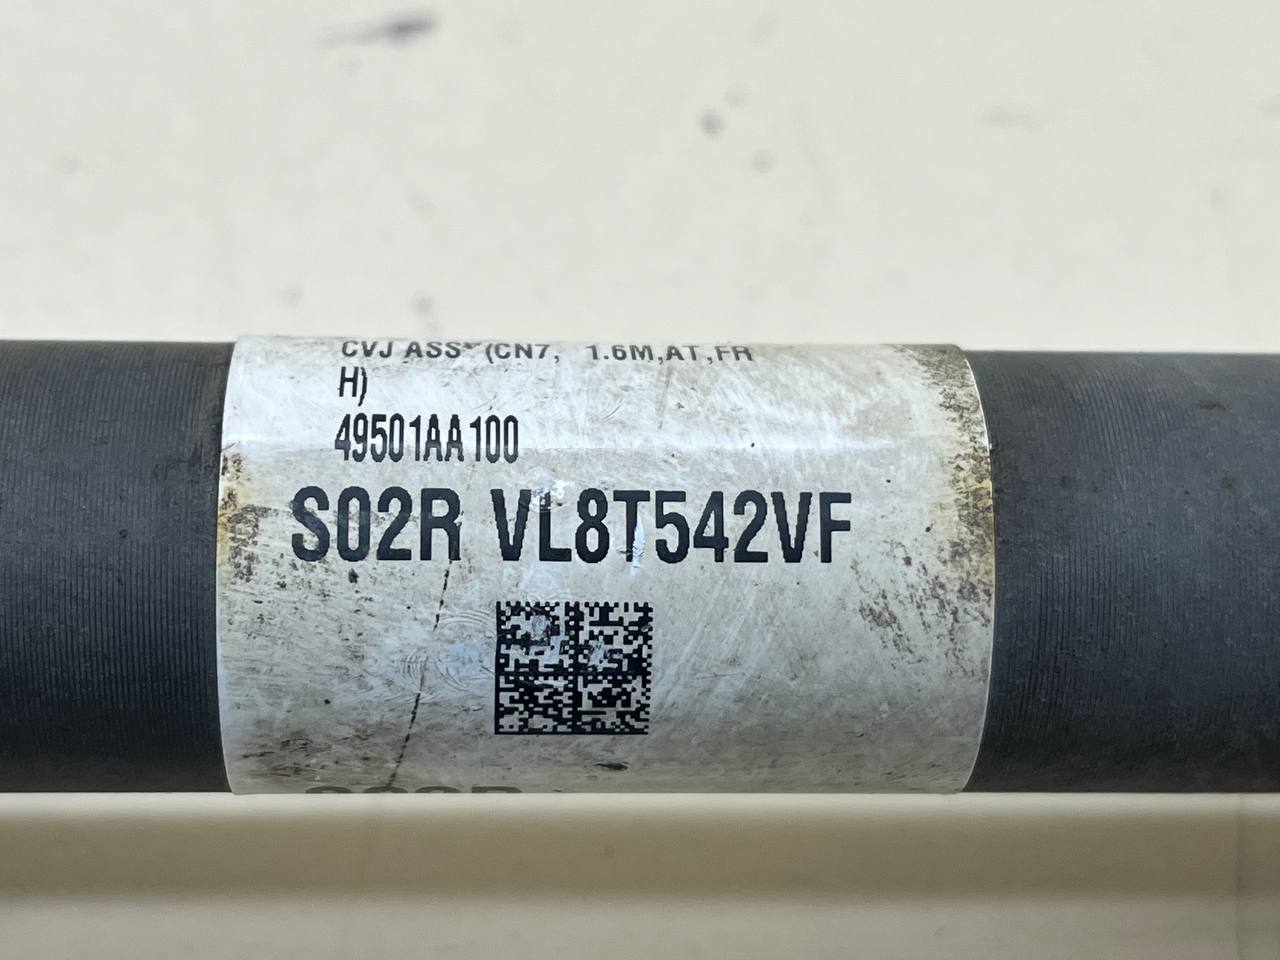 CVJ ASSY (CN7, 1.6M,AT,FR
H)
49501AA100
S02R VL8T542VF